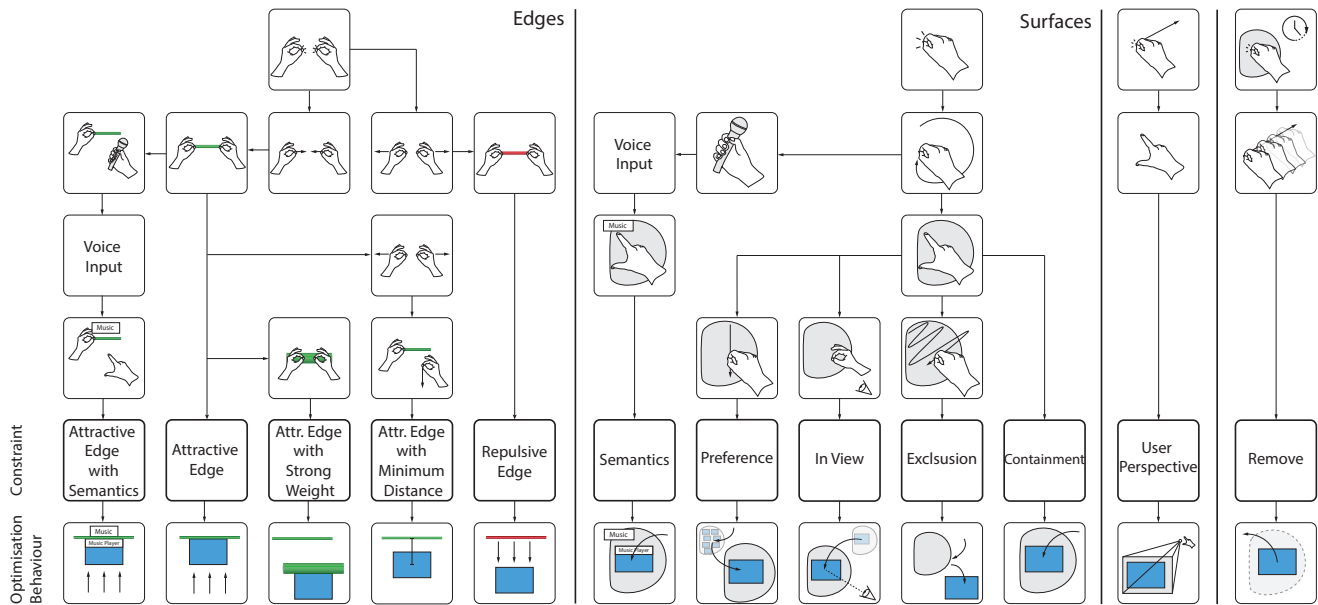 Edges
Surfaces
Voice
Input
Voice
Input
Music
Music
Constraint
Attractive
Edge
with
Semantics
Attractive
Edge
Attr. Edge
with
Strong
Weight
Attr. Edge
with
Minimum
Distance
Repulsive
Edge
Semantics
Preference
In View
Exclsusion
Containment
User
Perspective
Remove
Optimisation
Behaviour
Music
Music Player
Music
Music Player